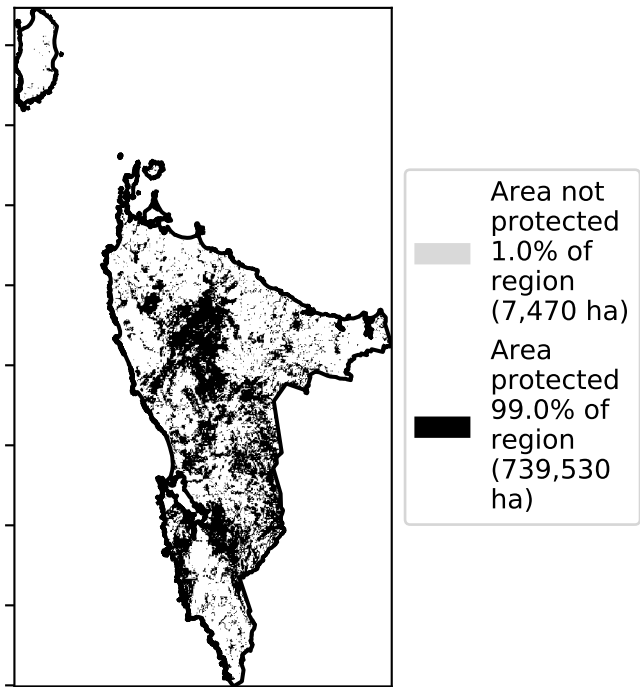 Area not
protected
1.0% of
region
(7,470 ha)
Area
protected
99.0% of
region
(739,530
ha)